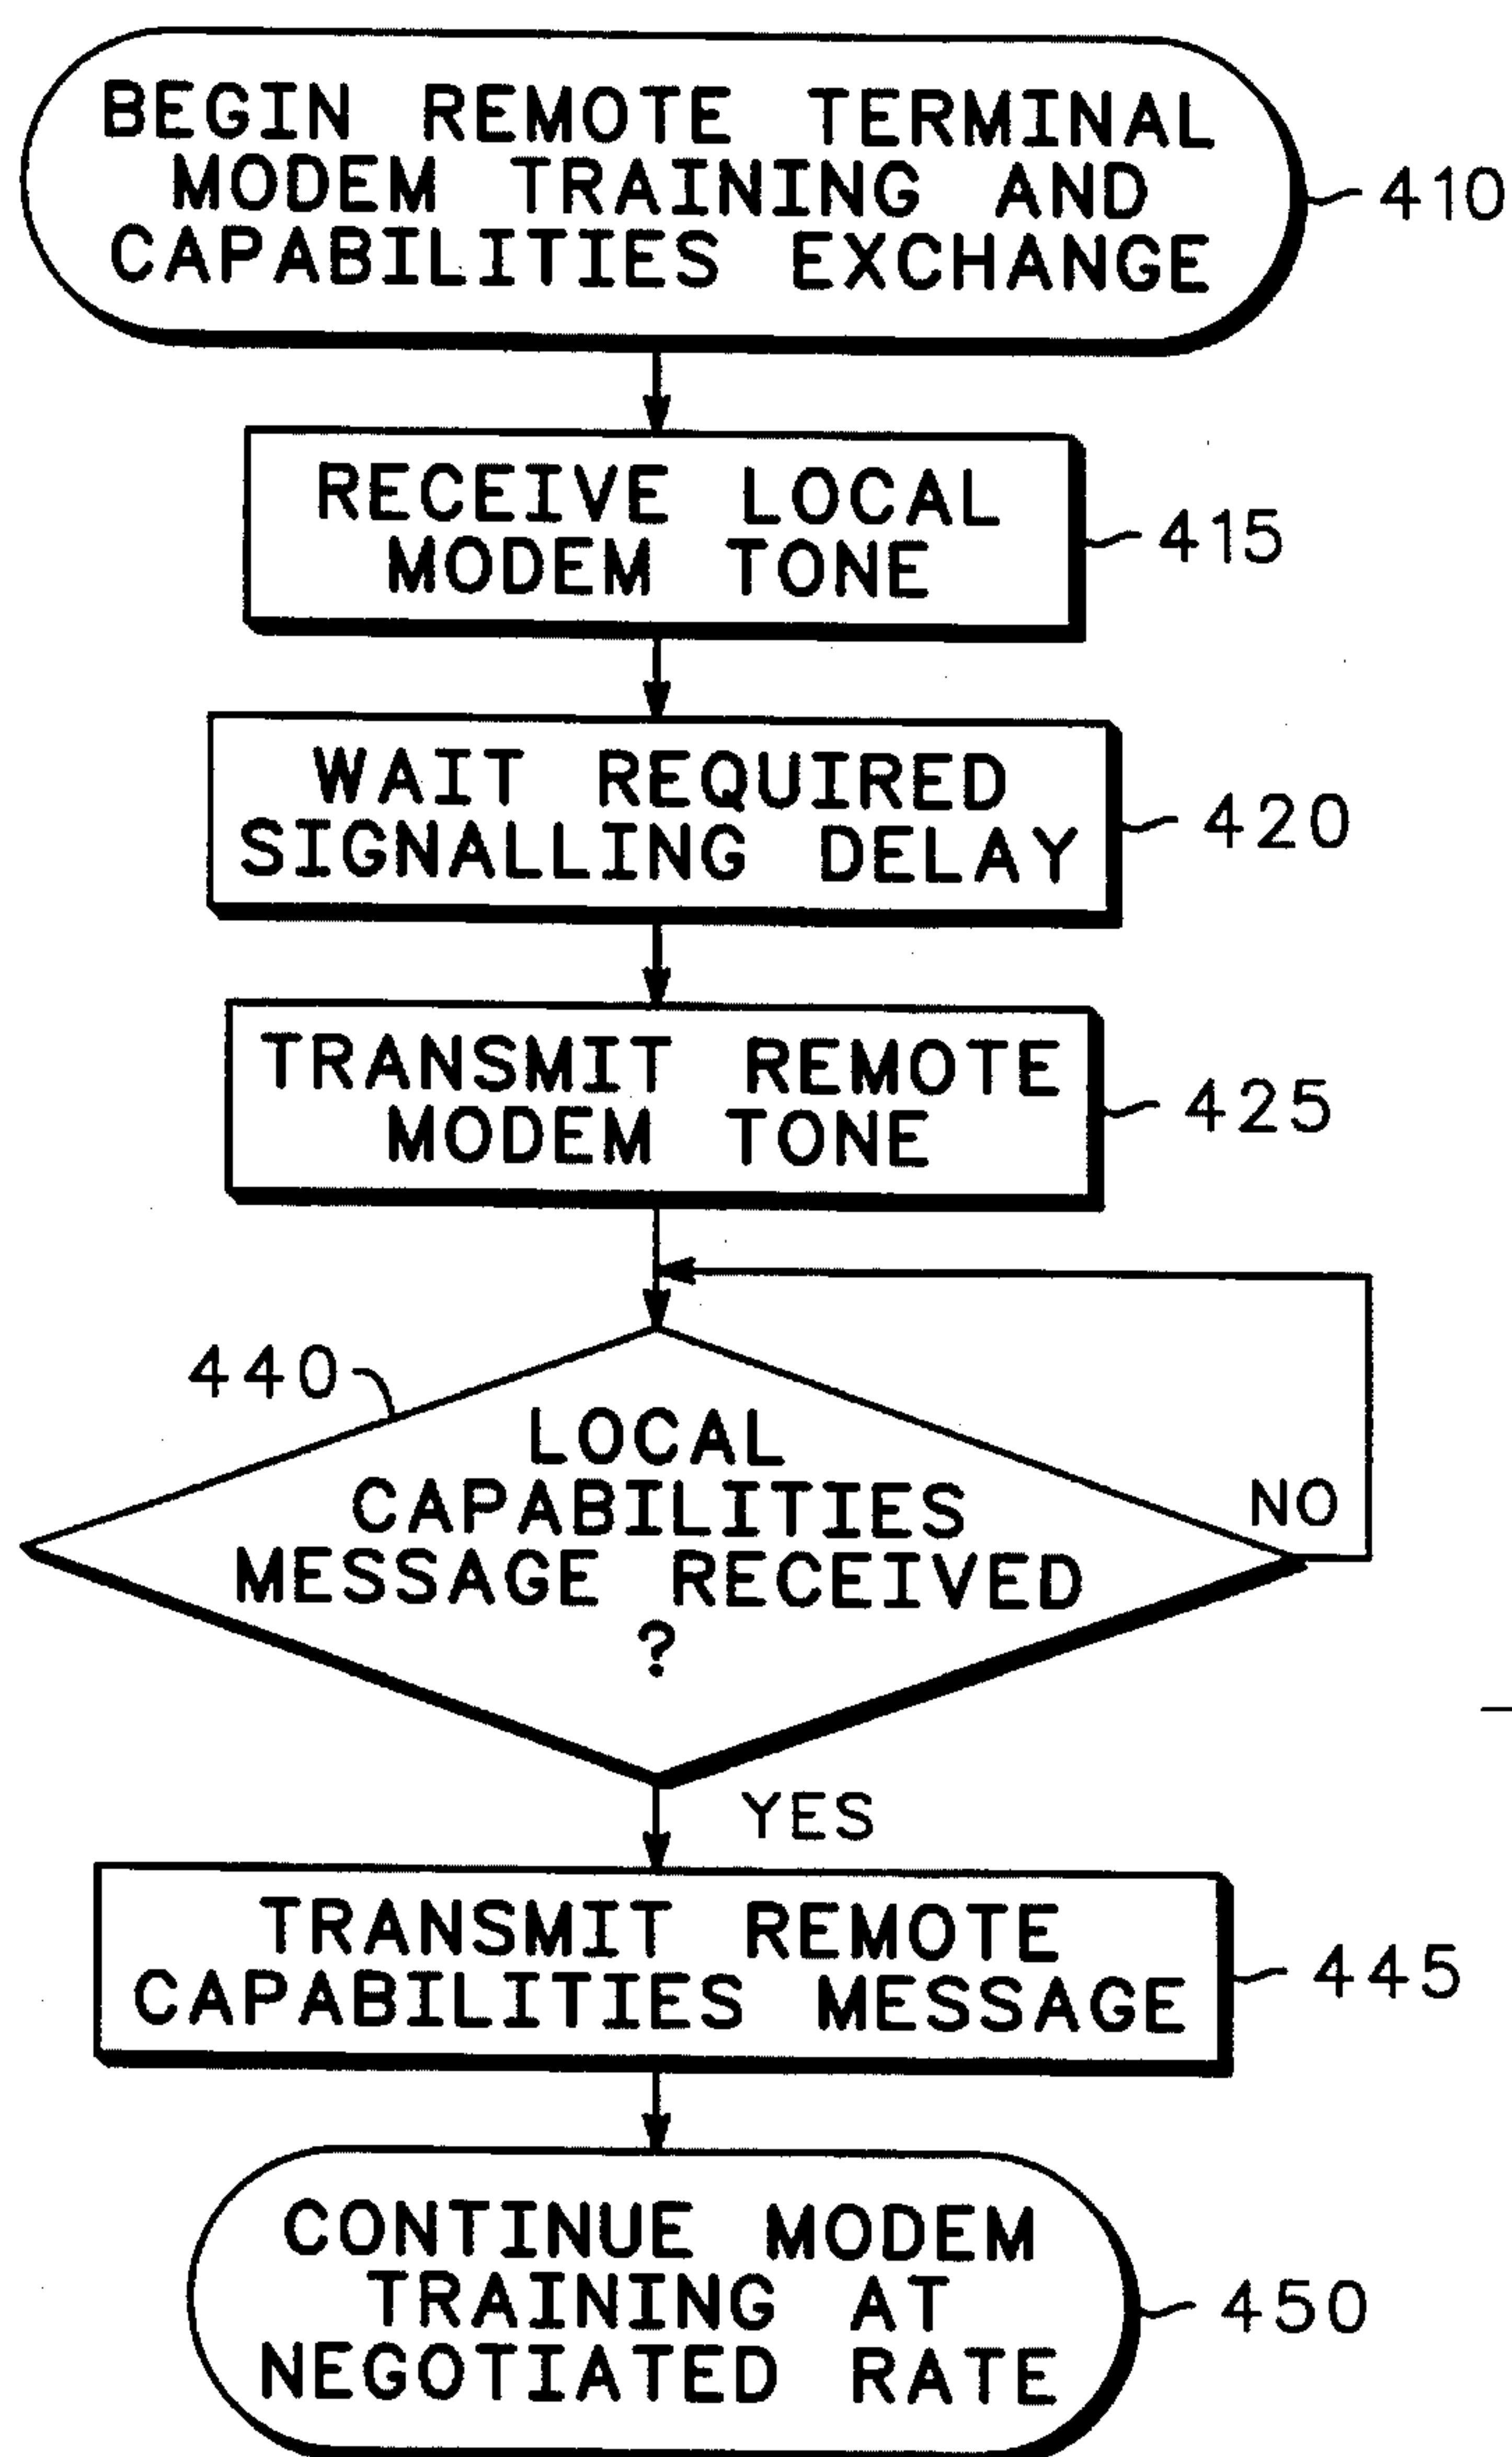 BEGIN REMOTE TERMINAL
MODEM TRAINING AND
CAPABILITIES EXCHANGE
410
RECEIVE LOCAL
MODEM TONE
415
WAIT REQUIRED
SIGNALLING DELAY
420
TRANSMIT REMOTE
MODEM TONE
425
440
LOCAL
CAPABILITIES
MESSAGE RECEIVED
?
NO
YES
TRANSMIT REMOTE
CAPABILITIES MESSAGE
445
CONTINUE MODEM
TRAINING AT
NEGOTIATED RATE
450